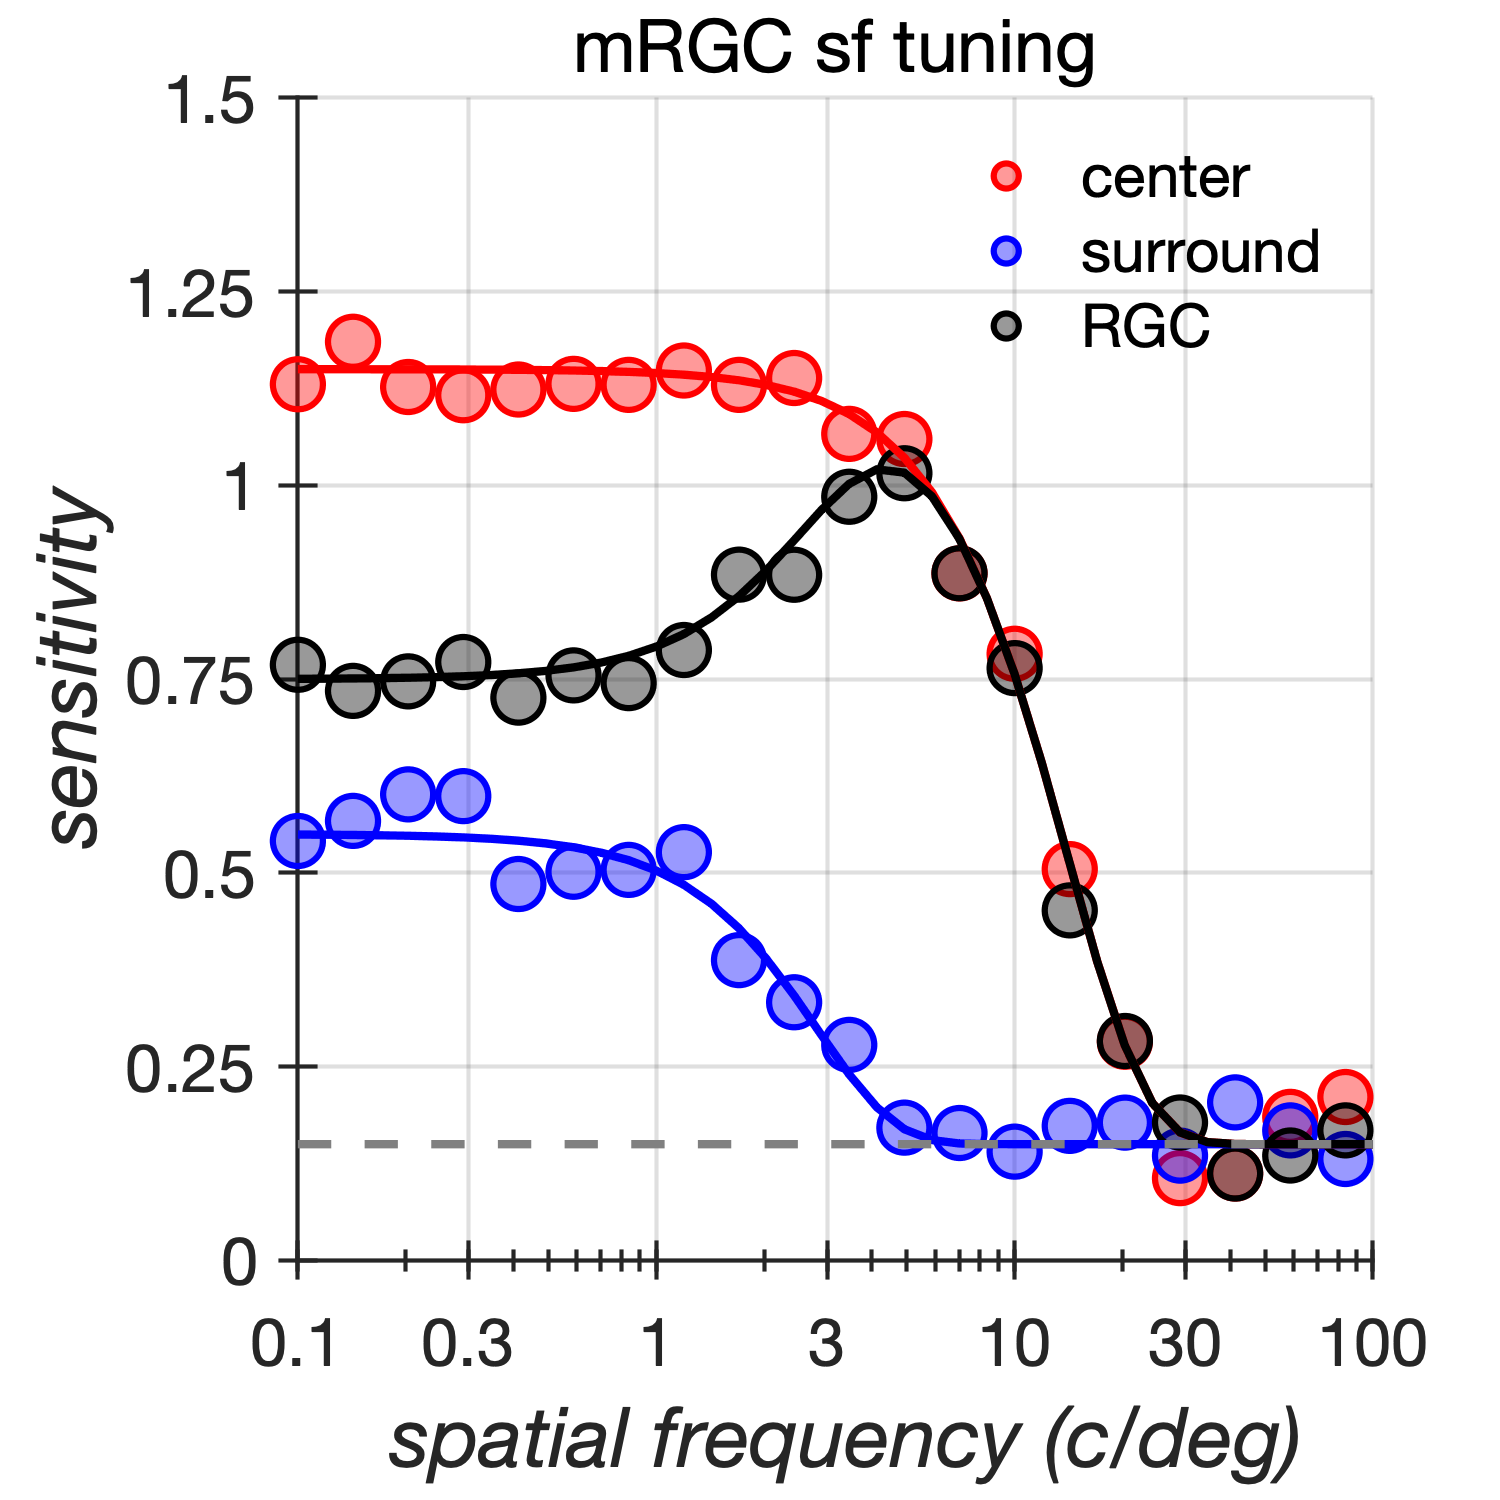 mRGC sf tuning
1.5
1.25
1
0.75
0.5
0.25
0
sensitivity
center
surround
RGC
0.1 0.3 1 3 10 30 100
spatial frequency (c/deg)